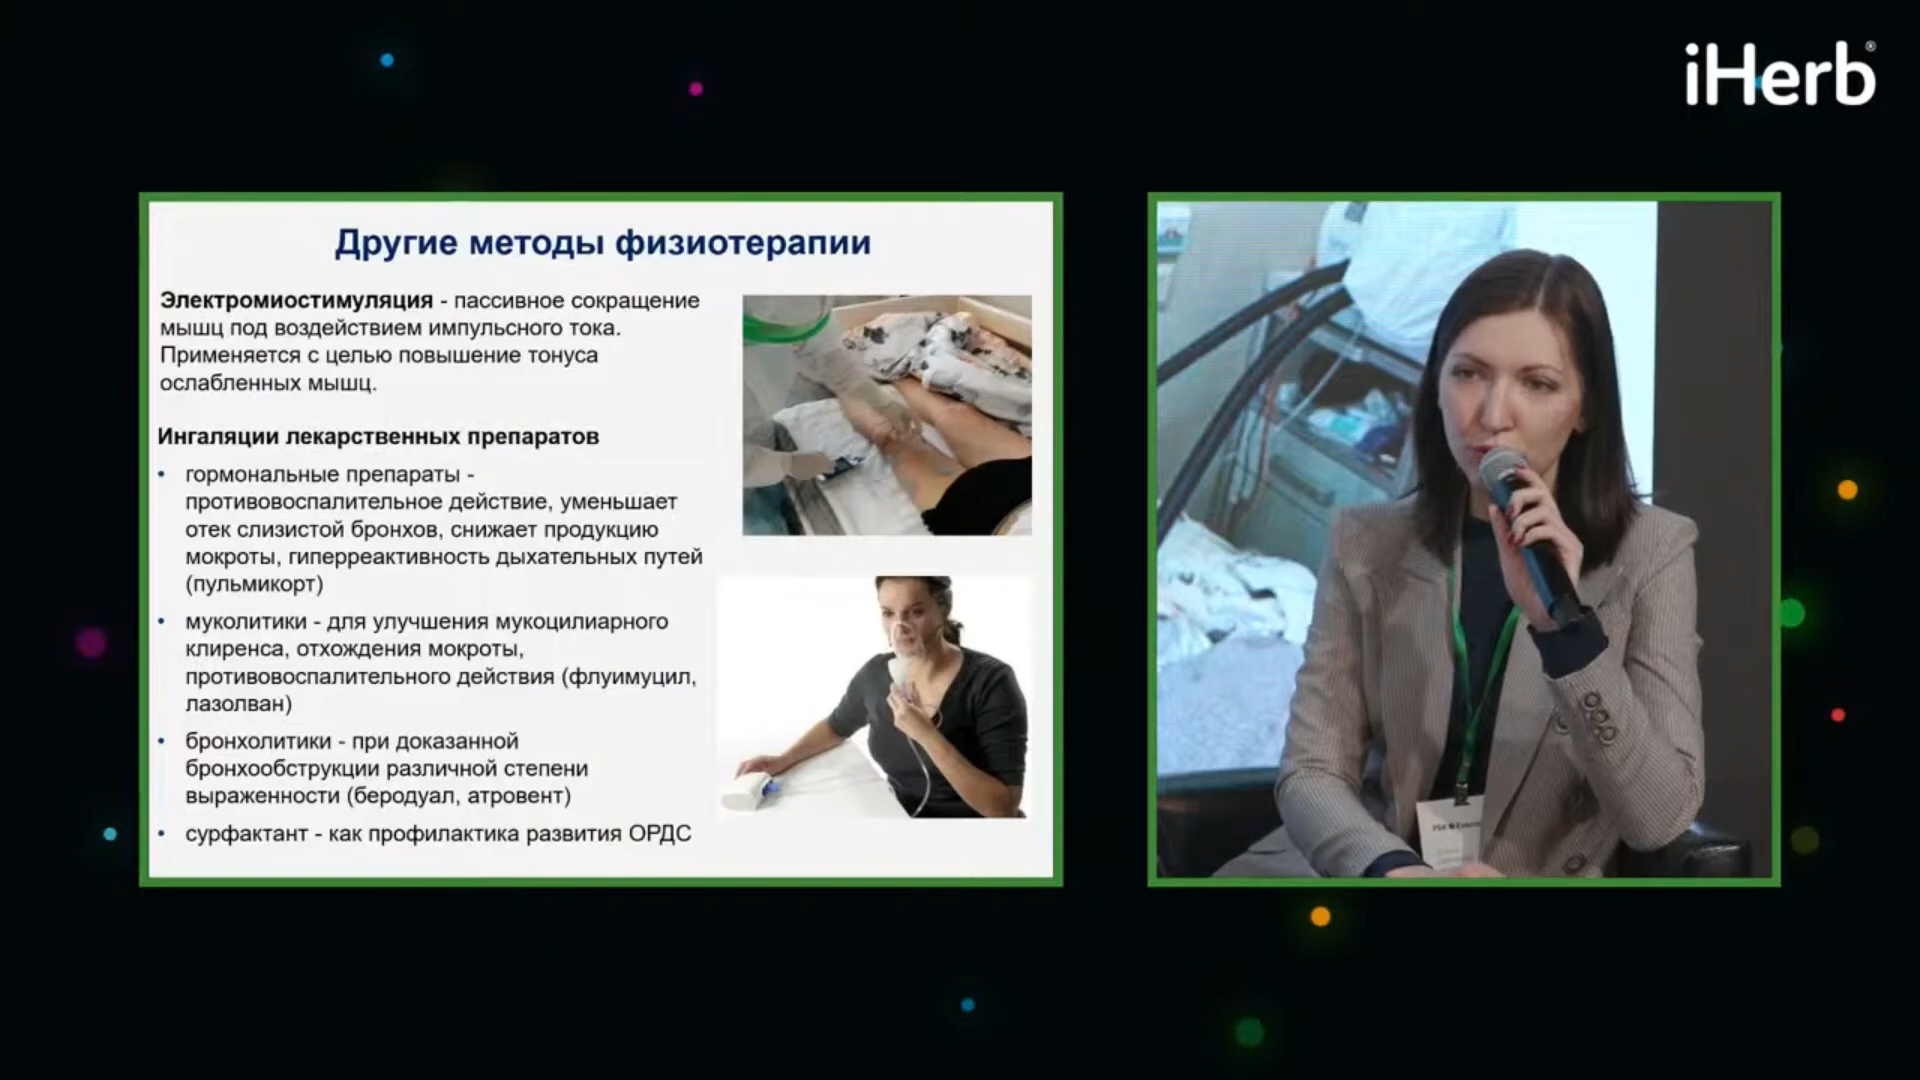 iHerb®
Другие методы физиотерапии
Электромиостимуляция - пассивное сокращение
мышц под воздействием импульсного тока.
Применяется с целью повышение тонуса
ослабленных мышц.
Ингаляции лекарственных препаратов
• гормональные препараты -
противовоспалительное действие, уменьшает
отек слизистой бронхов, снижает продукцию
мокроты, гиперреактивность дыхательных путей
(пульмикорт)
• муколитики - для улучшения мукоцилиарного
клиренса, отхождения мокроты,
противовоспалительного действия (флуимуцил,
лазолван)
• бронхолитики - при доказанной
бронхообструкции различной степени
выраженности (беродуал, атровент)
• сурфактант - как профилактика развития ОРДС